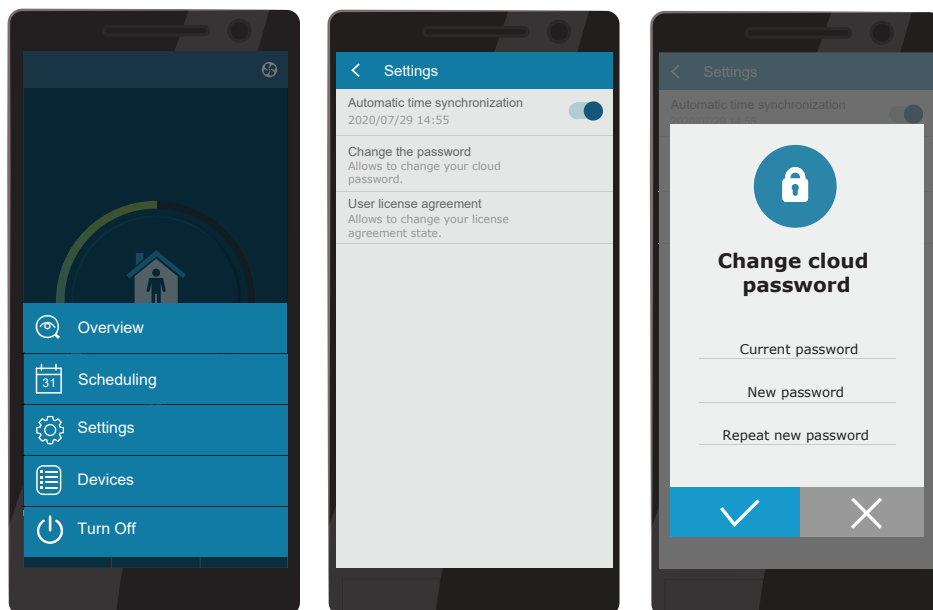 Overview
31
Scheduling
Settings
Devices
Turn Off
Settings
Automatic time synchronization
2020/07/29 14:55
Change the password
Allows to change your cloud
password.
User license agreement
Allows to change your license
agreement state.
Settings
Automatic time synchronization
Change cloud
password
Current password
New password
Repeat new password